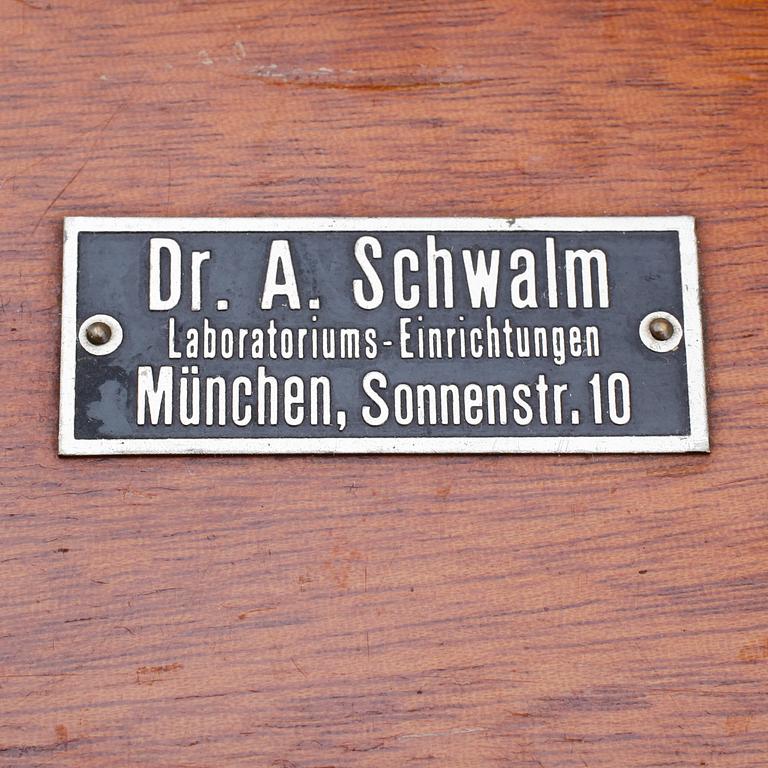 Dr. A. Schwalm
Laboratoriums-Einrichtungen
München, Sonnenstr. 10